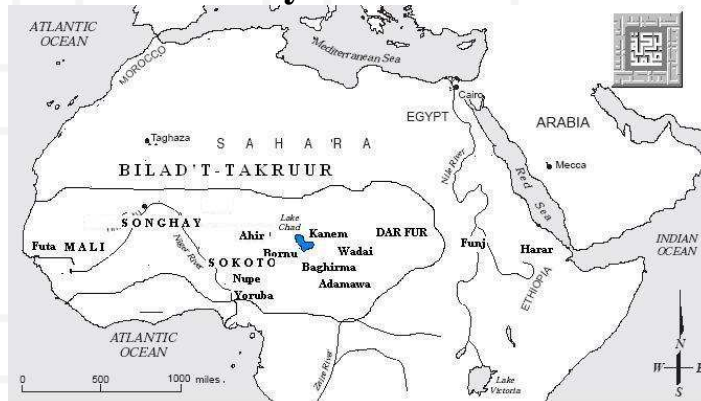 ATLANTIC
OCEAN
MOROCCO
Mediterranean Sea
Cairo
EGYPT
ARABIA
Taghaza
SAHARA
BILAD'T-TAKRUUR
Nile River
Red Sea
Mecca
SONGHAY
Lake
Chad
Ahir
Kanem
DAR FUR
Futa
MALI
Niger River
SOKOTO
Bornu
Wadai
Funj
Harar
INDIAN
OCEAN
Baghirma
Nupe
Adamawa
Yoruba
ETHIOPIA
ATLANTIC
OCEAN
Zaire River
Lake
Victoria
N
W
E
S
0 500 1000 miles